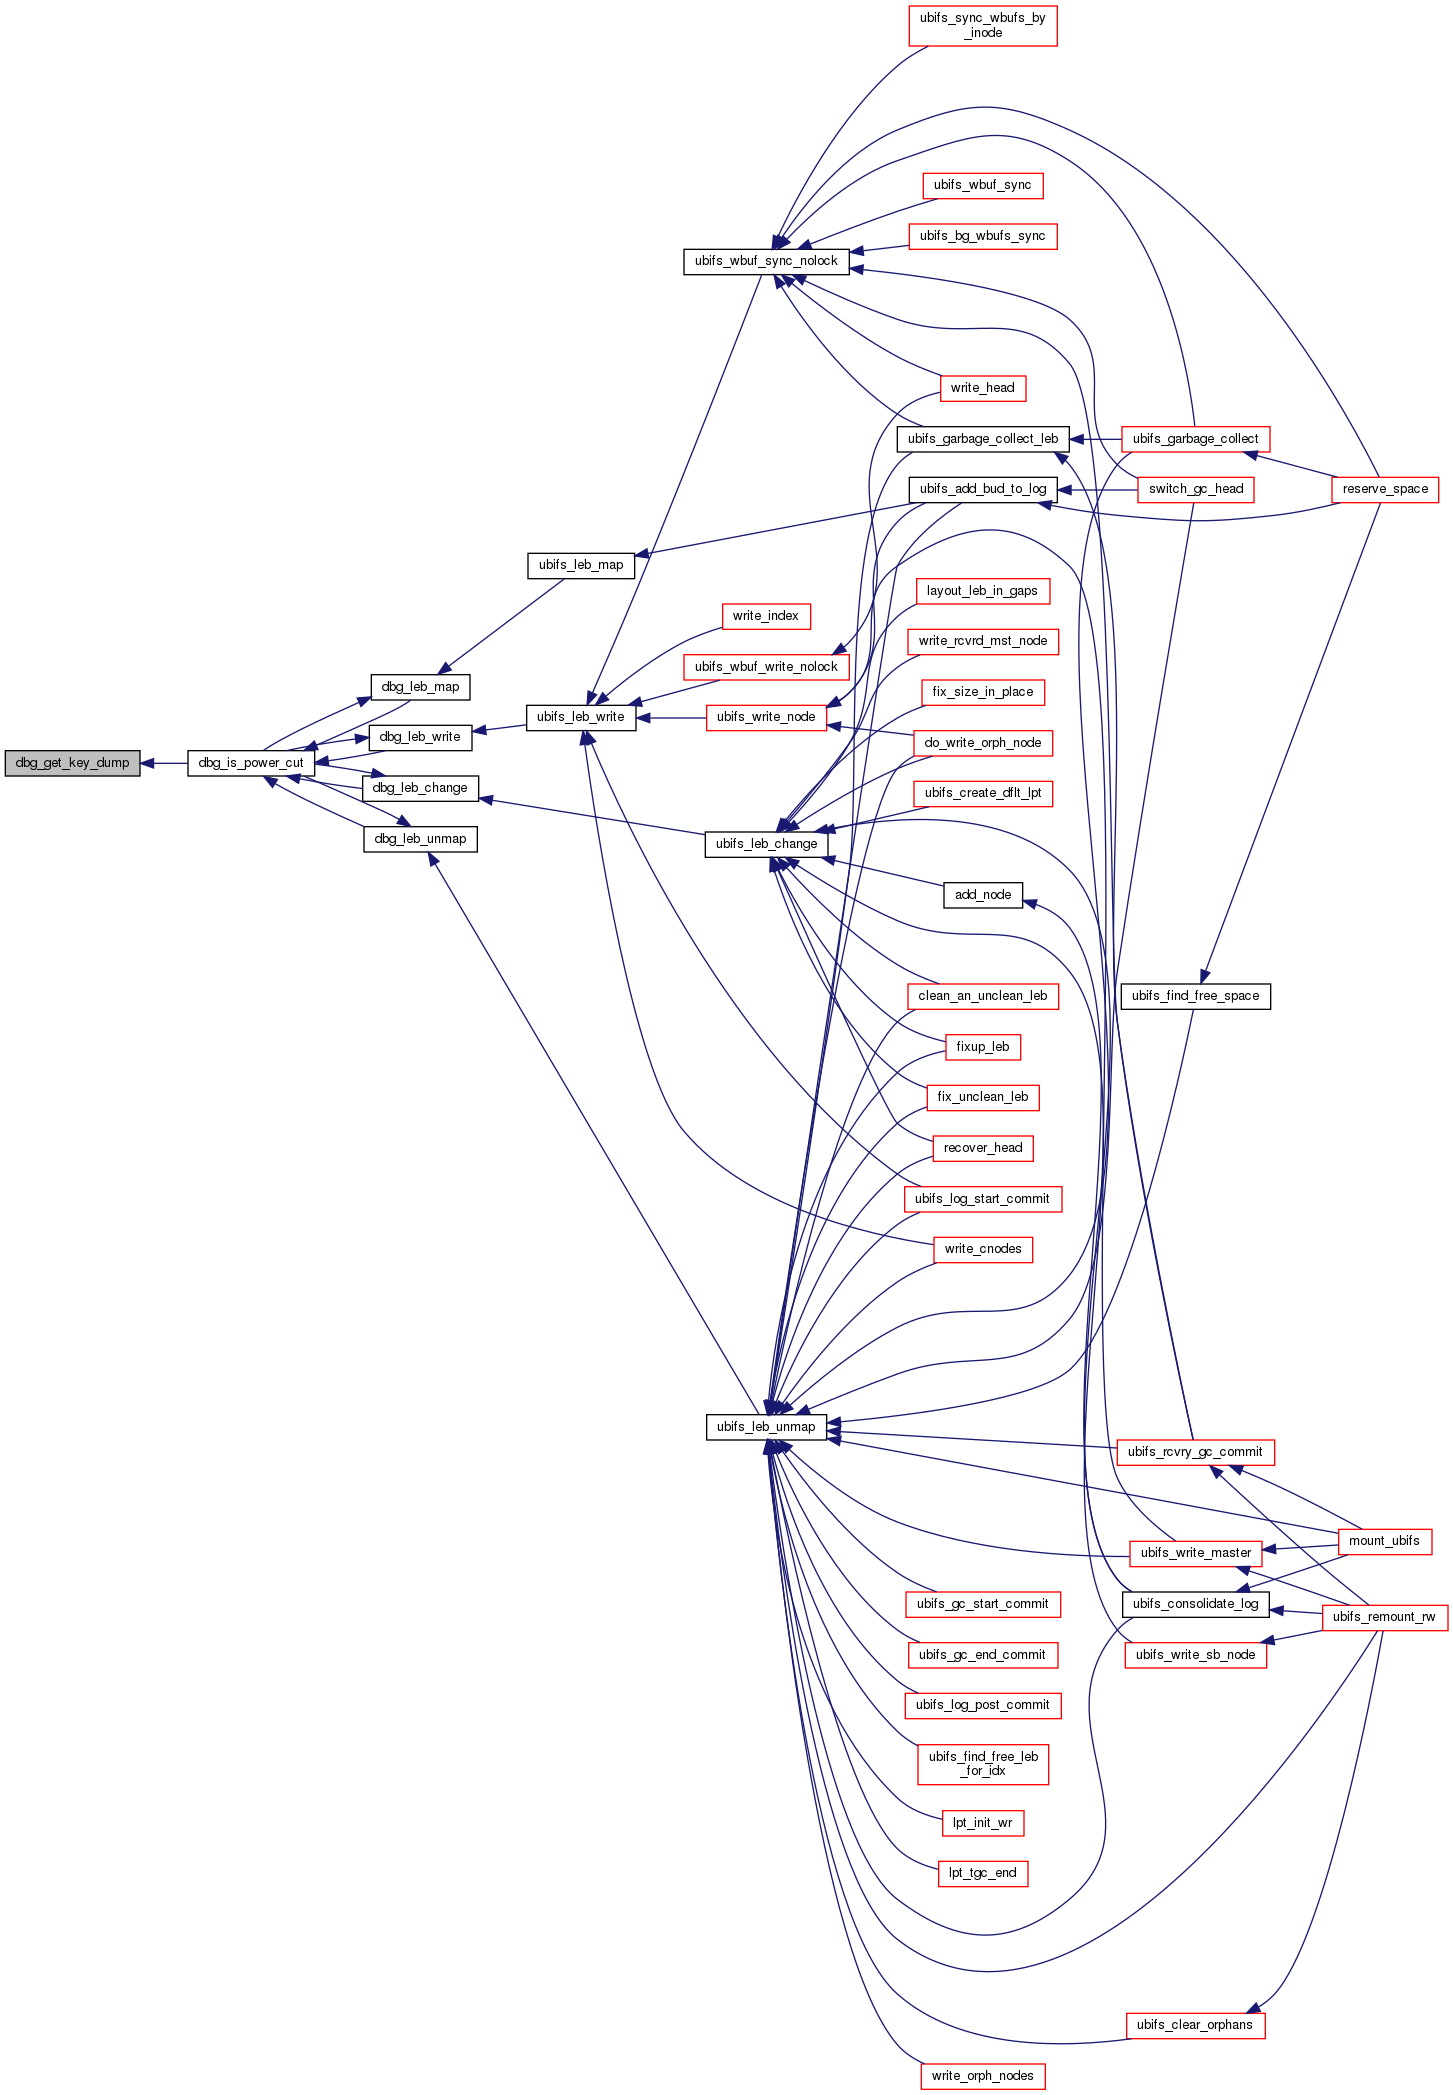 ubifs_sync_wbufs_by
_inode
ubifs_wbuf_sync
ubifs_bg_wbufs_sync
ubifs_wbuf_sync_nolock
write_head
ubifs_garbage_collect_leb
ubifs_garbage_collect
ubifs_add_bud_to_log
switch_gc_head
reserve_space
ubifs_leb_map
layout_leb_in_gaps
write_index
write_rcvrd_mst_node
ubifs_wbuf_write_nolock
dbg_leb_map
fix_size_in_place
ubifs_leb_write
ubifs_write_node
dbg_leb_write
do_write_orph_node
dbg_get_key_dump
dbg_is_power_cut
dbg_leb_change
ubifs_create_dflt_lpt
dbg_leb_unmap
ubifs_leb_change
add_node
clean_an_unclean_leb
ubifs_find_free_space
fixup_leb
fix_unclean_leb
recover_head
ubifs_log_start_commit
write_cnodes
ubifs_leb_unmap
ubifs_rcvry_gc_commit
mount_ubifs
ubifs_write_master
ubifs_gc_start_commit
ubifs_consolidate_log
ubifs_remount_rw
ubifs_gc_end_commit
ubifs_write_sb_node
ubifs_log_post_commit
ubifs_find_free_leb
_for_idx
lpt_init_wr
lpt_tgc_end
ubifs_clear_orphans
write_orph_nodes